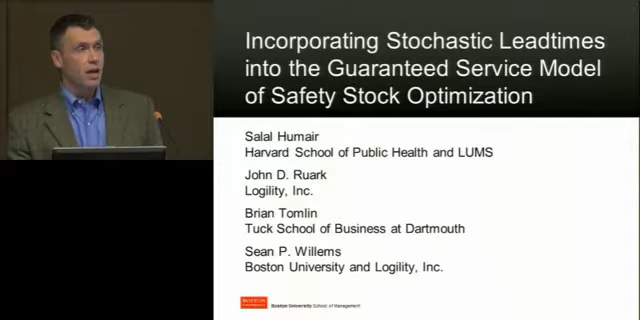 Incorporating Stochastic Leadtimes
into the Guaranteed Service Model
of Safety Stock Optimization
Salal Humair
Harvard School of Public Health and LUMS
John D. Ruark
Logility, Inc.
Brian Tomlin
Tuck School of Business at Dartmouth
Sean P. Willems
Boston University and Logility, Inc.
BOSTON
Boston University School of Management